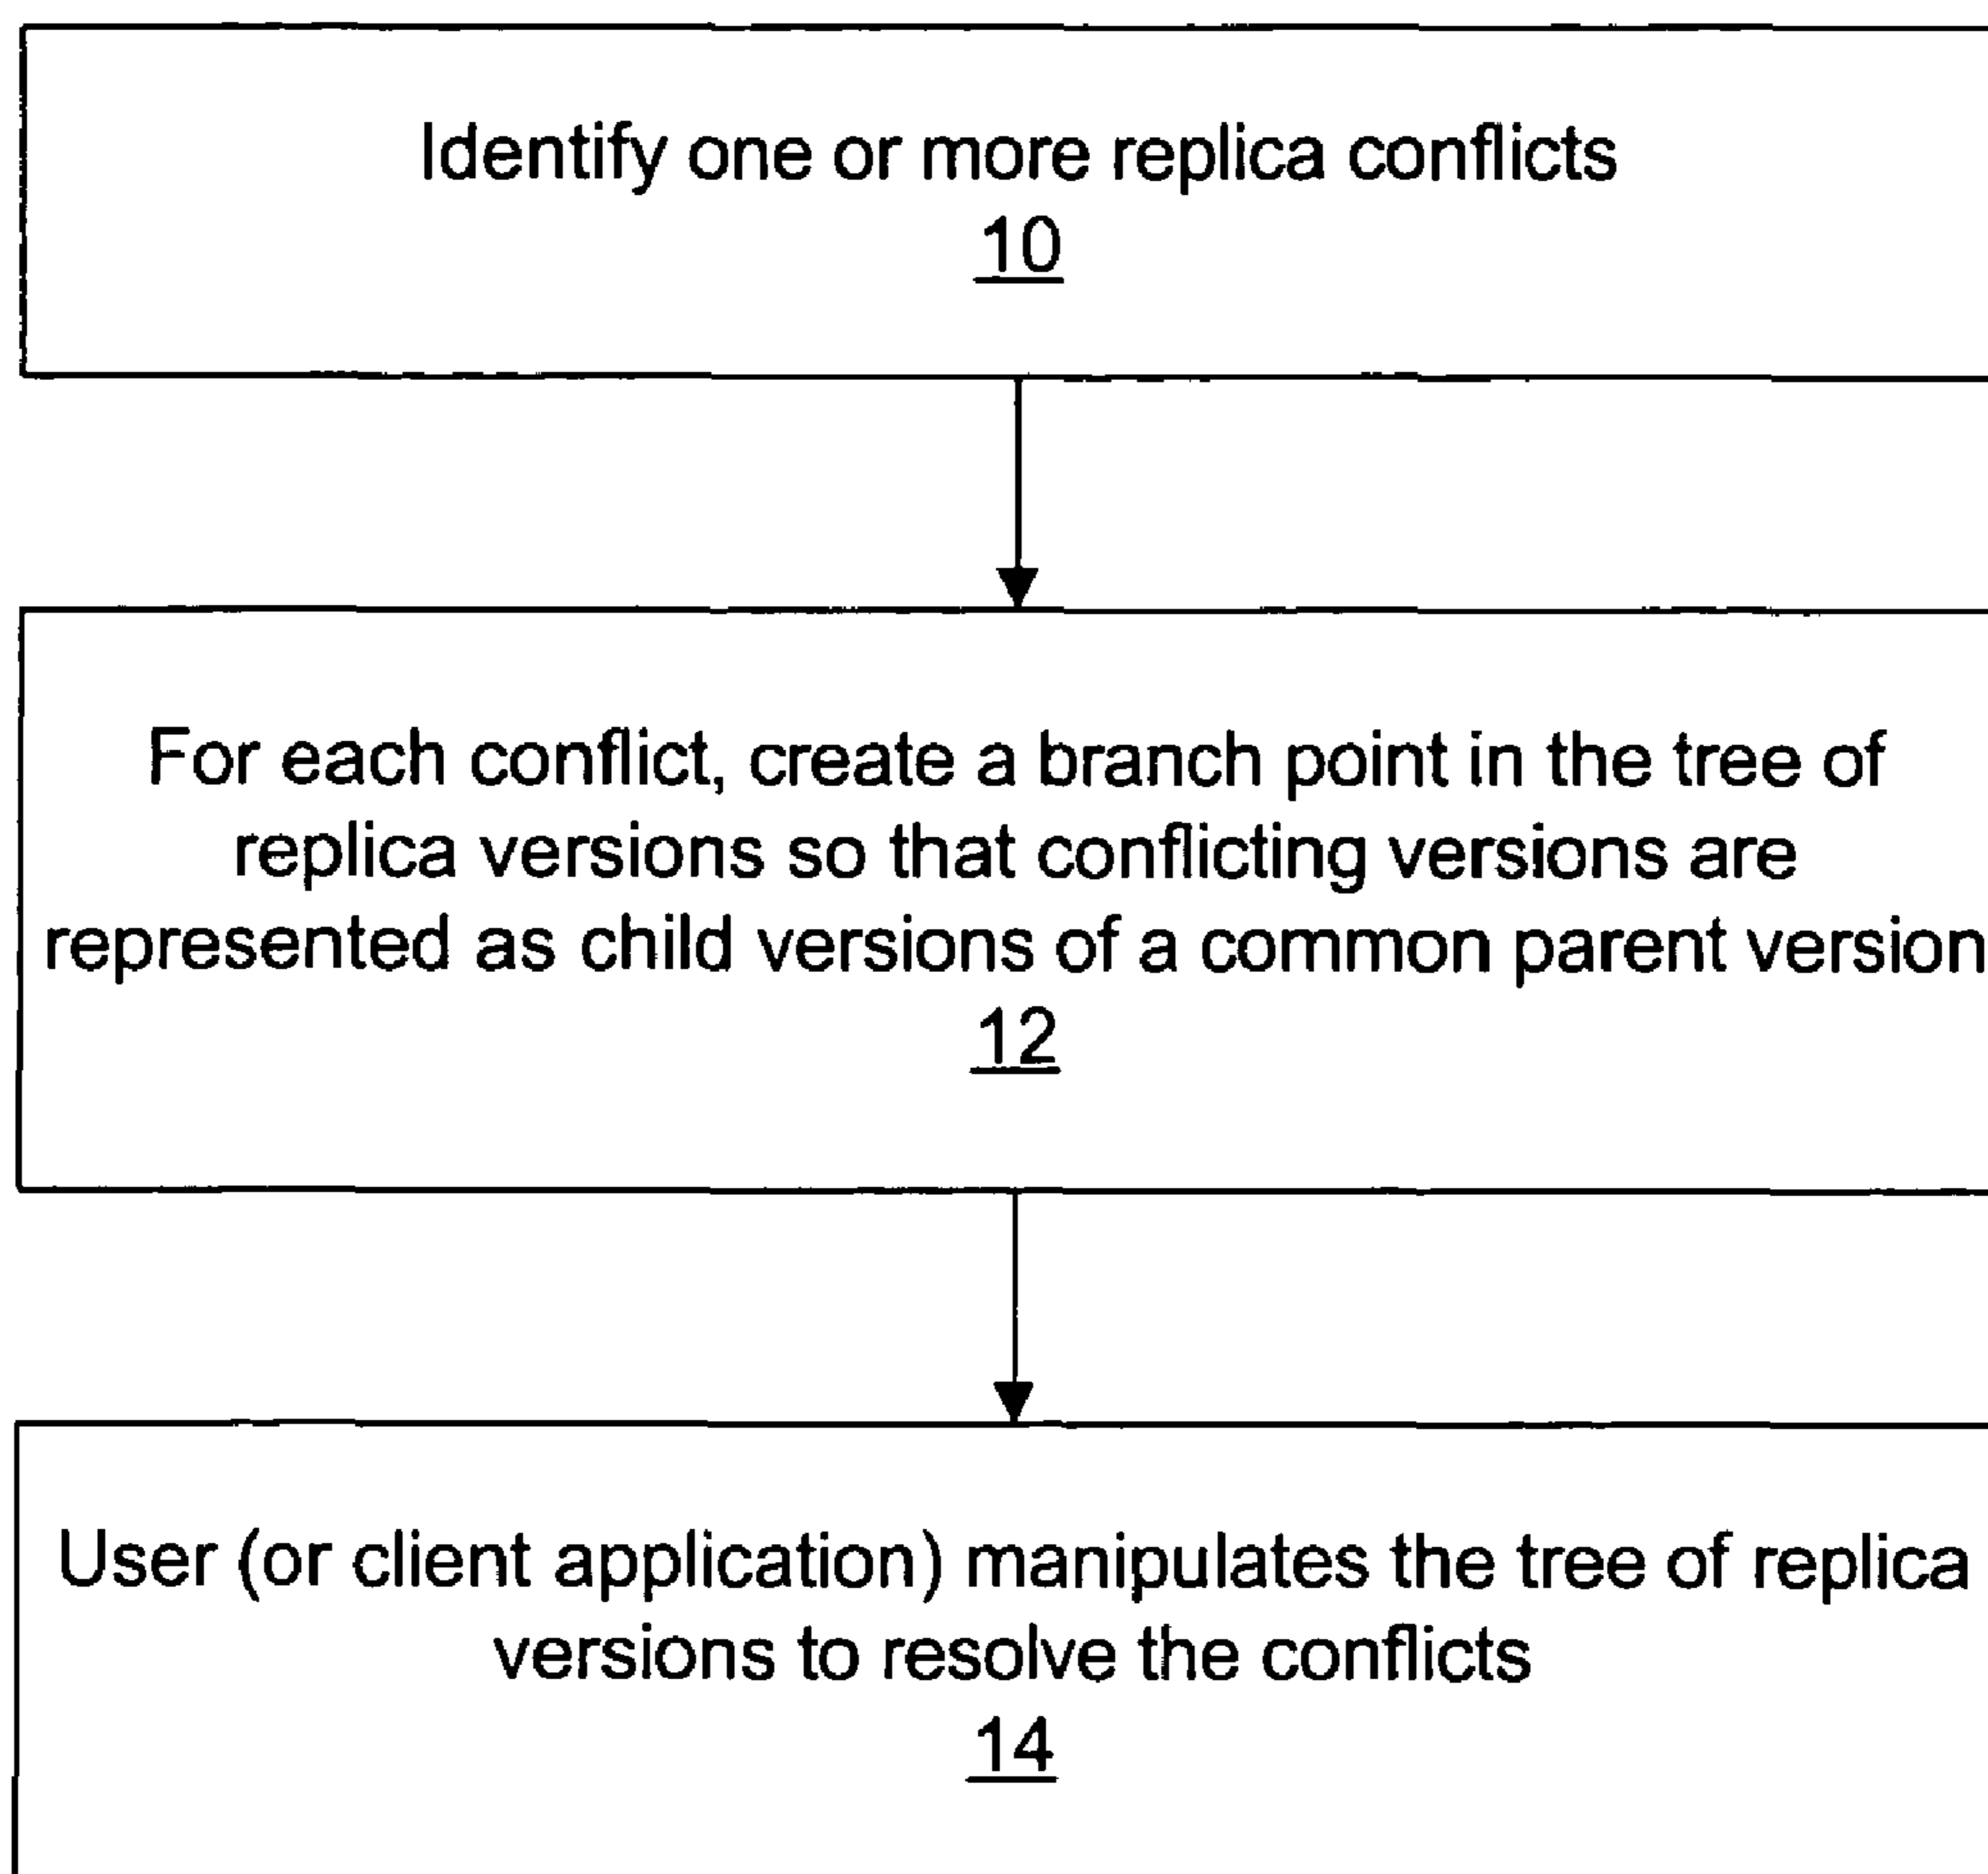 Identify one or more replica conflicts
10
For each conflict, create a branch point in the tree of
replica versions so that conflicting versions are
represented as child versions of a common parent version
12
User (or client application) manipulates the tree of replica
versions to resolve the conflicts
14